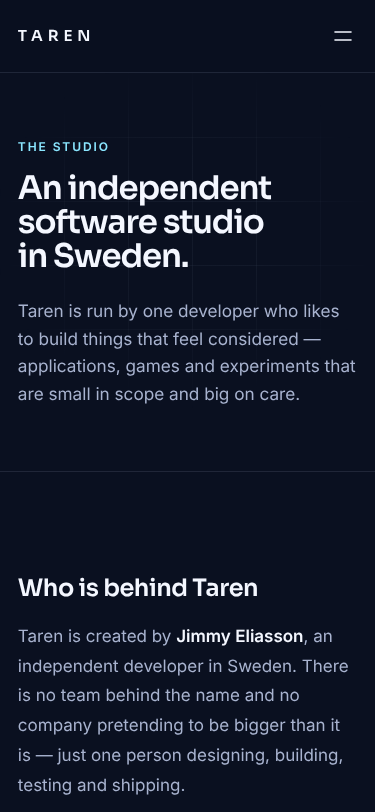 TAREN
THE STUDIO
An independent
software studio
in Sweden.
Taren is run by one developer who likes
to build things that feel considered —
applications, games and experiments that
are small in scope and big on care.
Who is behind Taren
Taren is created by Jimmy Eliasson, an
independent developer in Sweden. There
is no team behind the name and no
company pretending to be bigger than it
is — just one person designing, building,
testing and shipping.